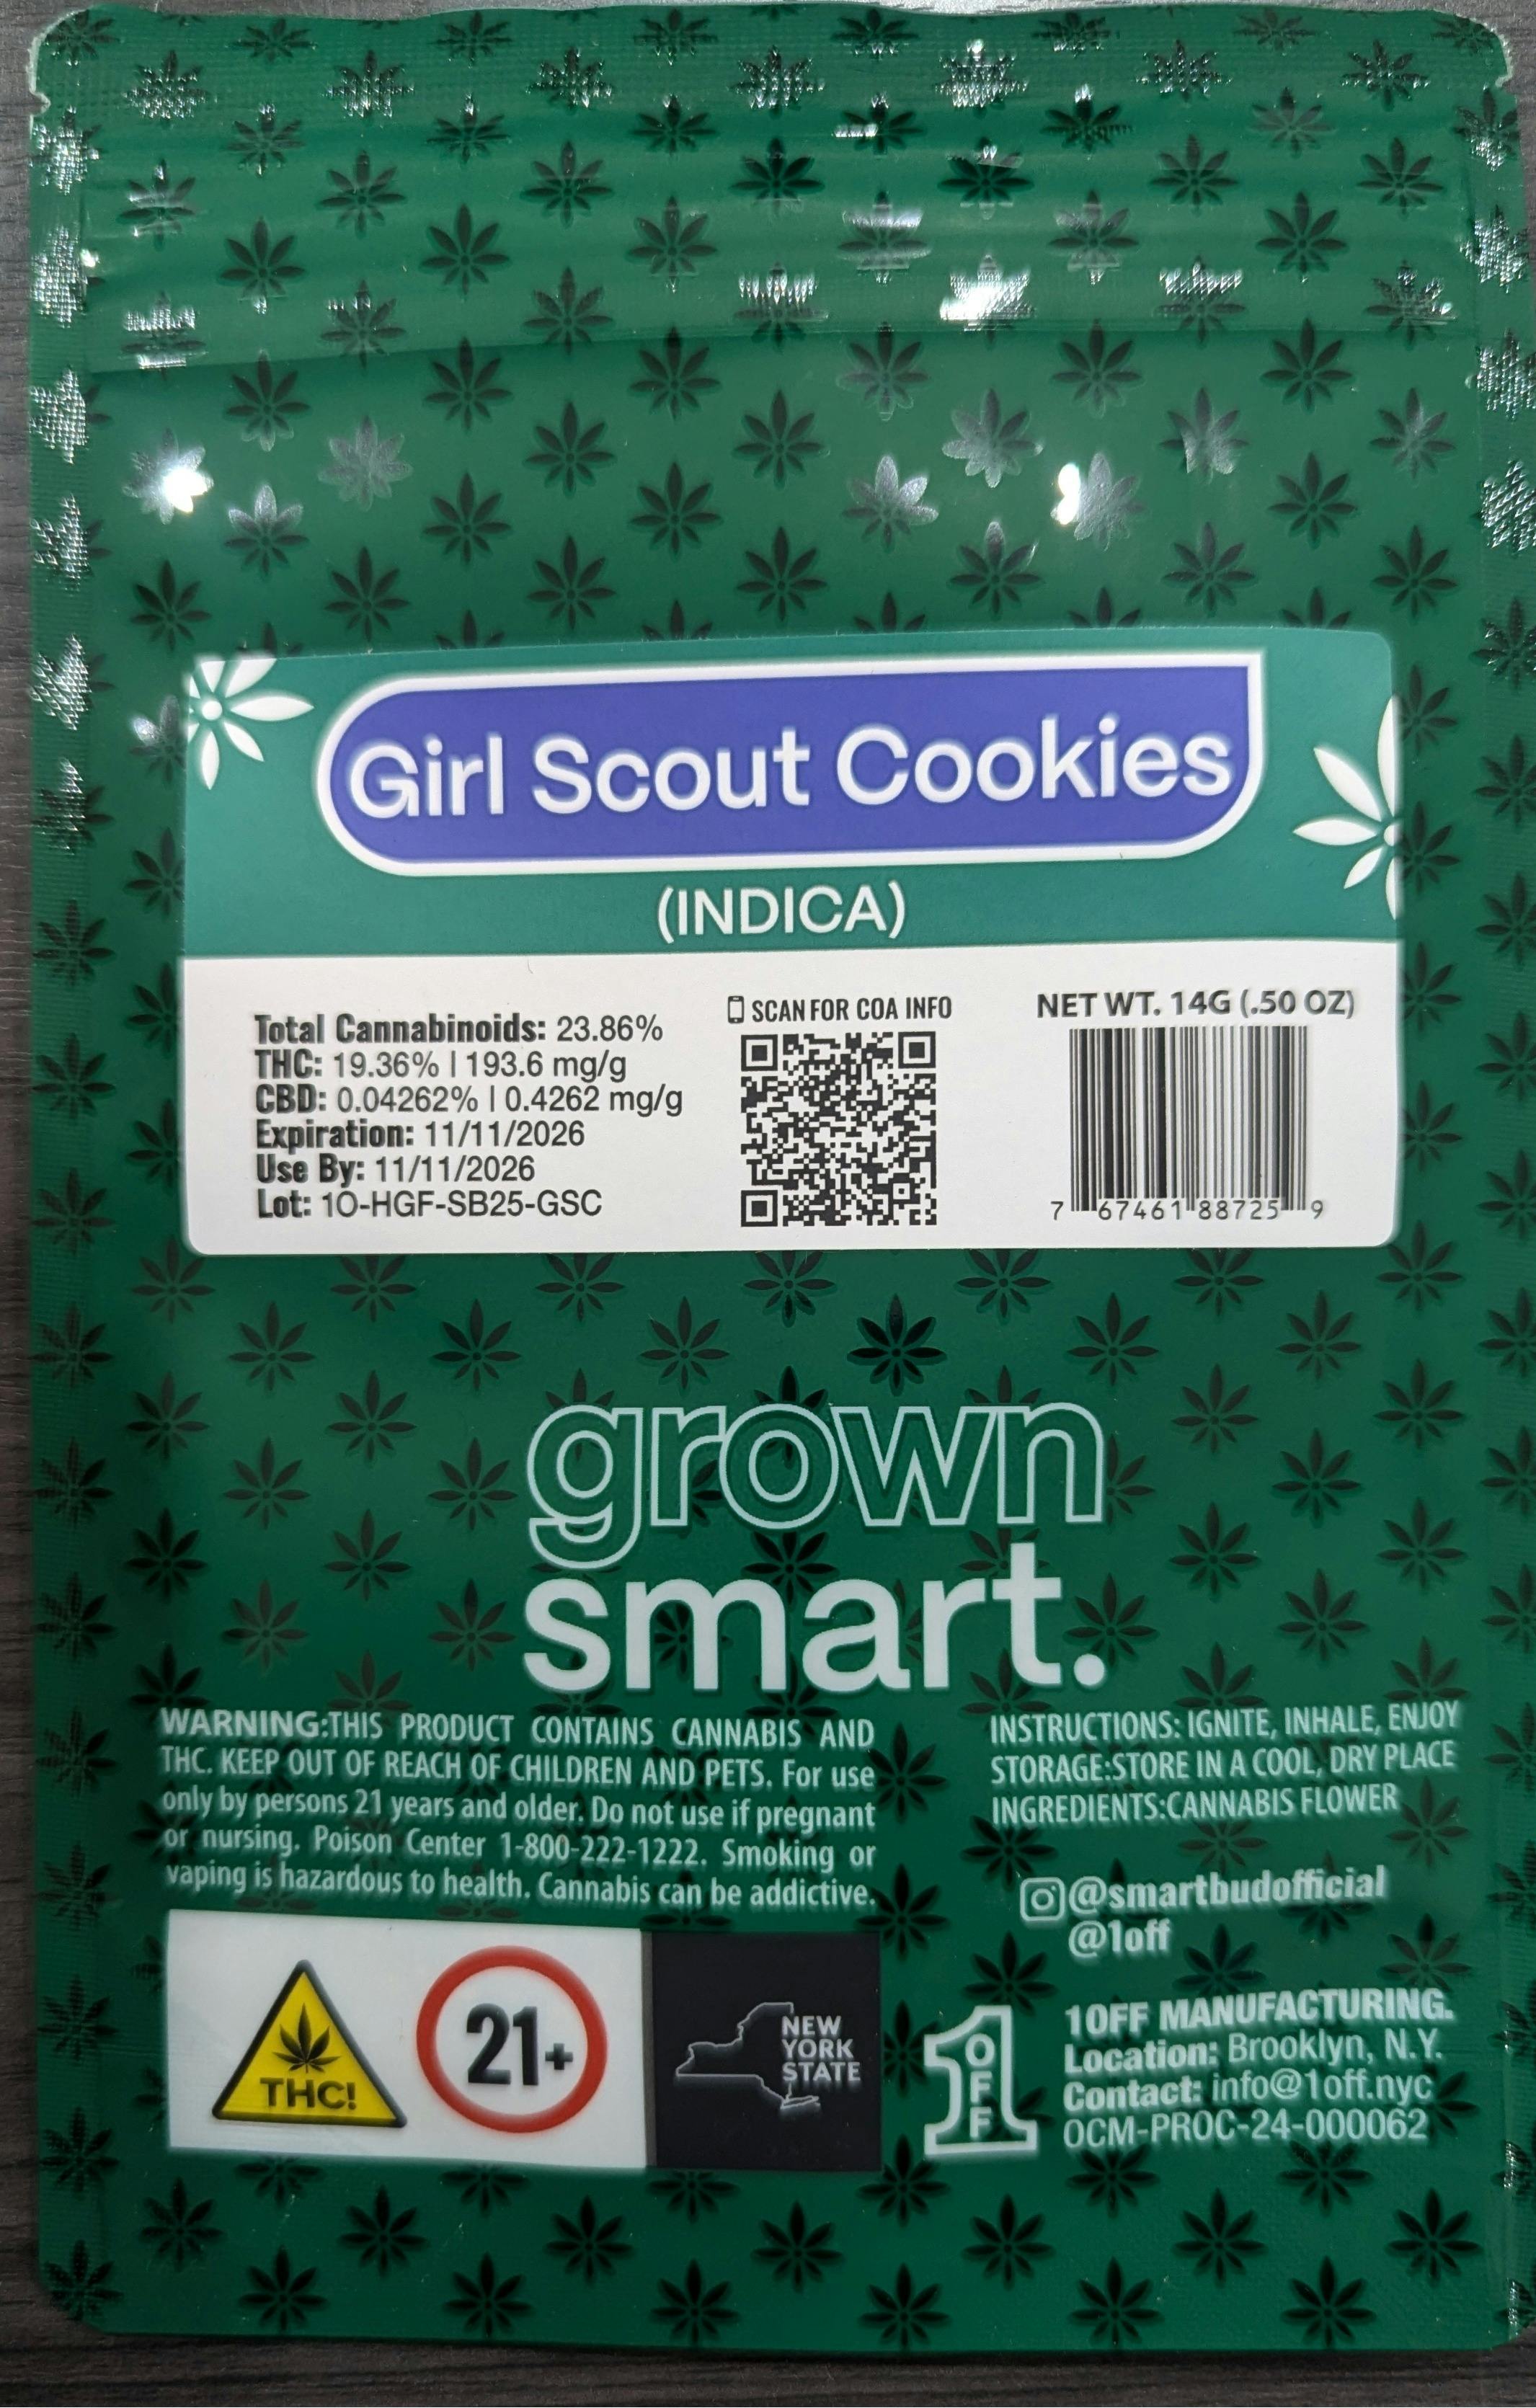 Girl Scout Cookies
(INDICA)
Total Cannabinoids: 23.86%
THC: 19.36% | 193.6 mg/g
CBD: 0.04262% | 0.4262 mg/g
Expiration: 11/11/2026
Use By: 11/11/2026
Lot: 1O-HGF-SB25-GSC
SCAN FOR COA INFO
NET WT. 14G (.50 OZ)
7 67461 88725 9
grown
smart.
WARNING:THIS PRODUCT CONTAINS CANNABIS AND
THC. KEEP OUT OF REACH OF CHILDREN AND PETS. For use
only by persons 21 years and older. Do not use if pregnant
or nursing. Poison Center 1-800-222-1222. Smoking or
vaping is hazardous to health. Cannabis can be addictive.
INSTRUCTIONS: IGNITE, INHALE, ENJOY
STORAGE:STORE IN A COOL, DRY PLACE
INGREDIENTS:CANNABIS FLOWER
@smartbudofficial
@1off
THC!
21+
NEW
YORK
STATE
1
OFF
1OFF MANUFACTURING.
Location: Brooklyn, N.Y.
Contact: info@1off.nyc
OCM-PROC-24-000062